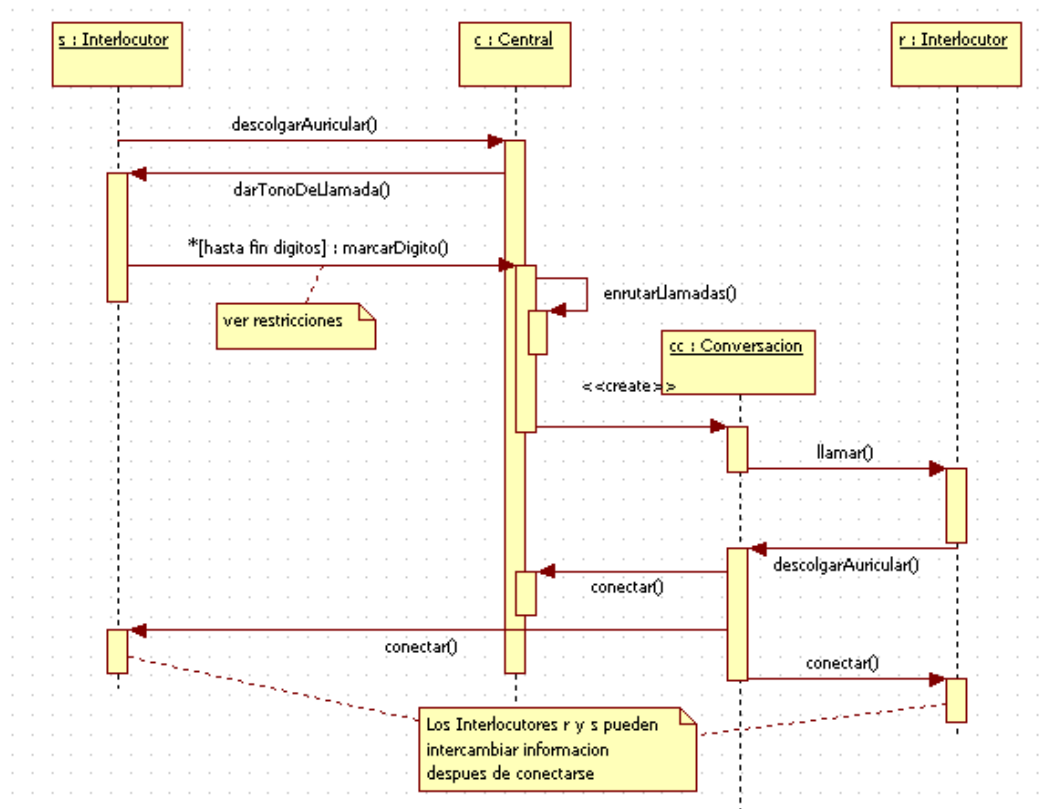 s : Interlocutor
c : Central
r : Interlocutor
descolgarAuricular()
darTonoDeLlamada()
*[hasta fin digitos] : marcarDigito()
ver restricciones
enrutarLlamadas()
cc : Conversacion
<<create>>
llamar()
descolgarAuricular()
conectar()
conectar()
conectar()
Los Interlocutores r y s pueden
intercambiar informacion
despues de conectarse